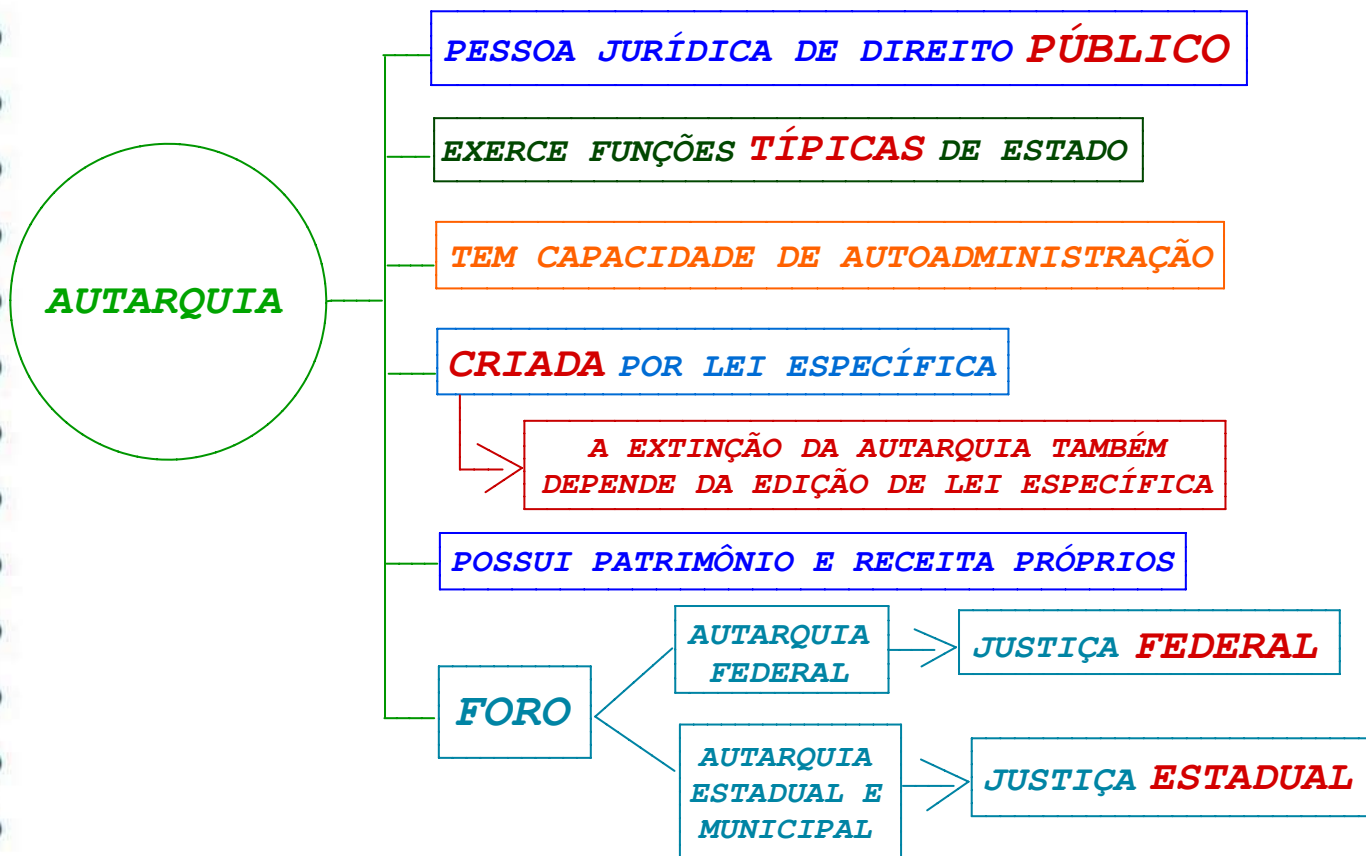 PESSOA JURÍDICA DE DIREITO PÚBLICO
EXERCE FUNÇÕES TÍPICAS DE ESTADO
TEM CAPACIDADE DE AUTOADMINISTRAÇÃO
AUTARQUIA
CRIADA POR LEI ESPECÍFICA
A EXTINÇÃO DA AUTARQUIA TAMBÉM
DEPENDE DA EDIÇÃO DE LEI ESPECÍFICA
POSSUI PATRIMÔNIO E RECEITA PRÓPRIOS
FORO
AUTARQUIA
FEDERAL
JUSTIÇA FEDERAL
AUTARQUIA
ESTADUAL E
MUNICIPAL
JUSTIÇA ESTADUAL